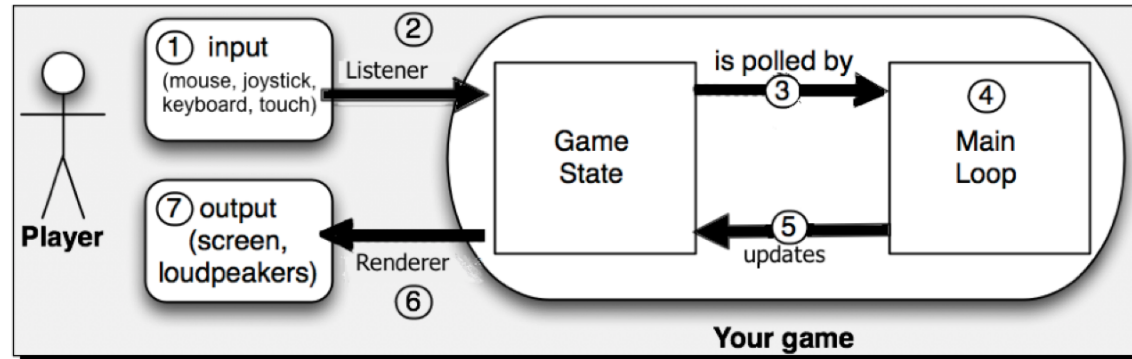 ① input
(mouse, joystick,
keyboard, touch)
②
Listener
is polled by
③
④
Main
Loop
Game
State
Player
⑦ output
(screen,
loudpeakers)
Renderer
⑥
⑤
updates
Your game